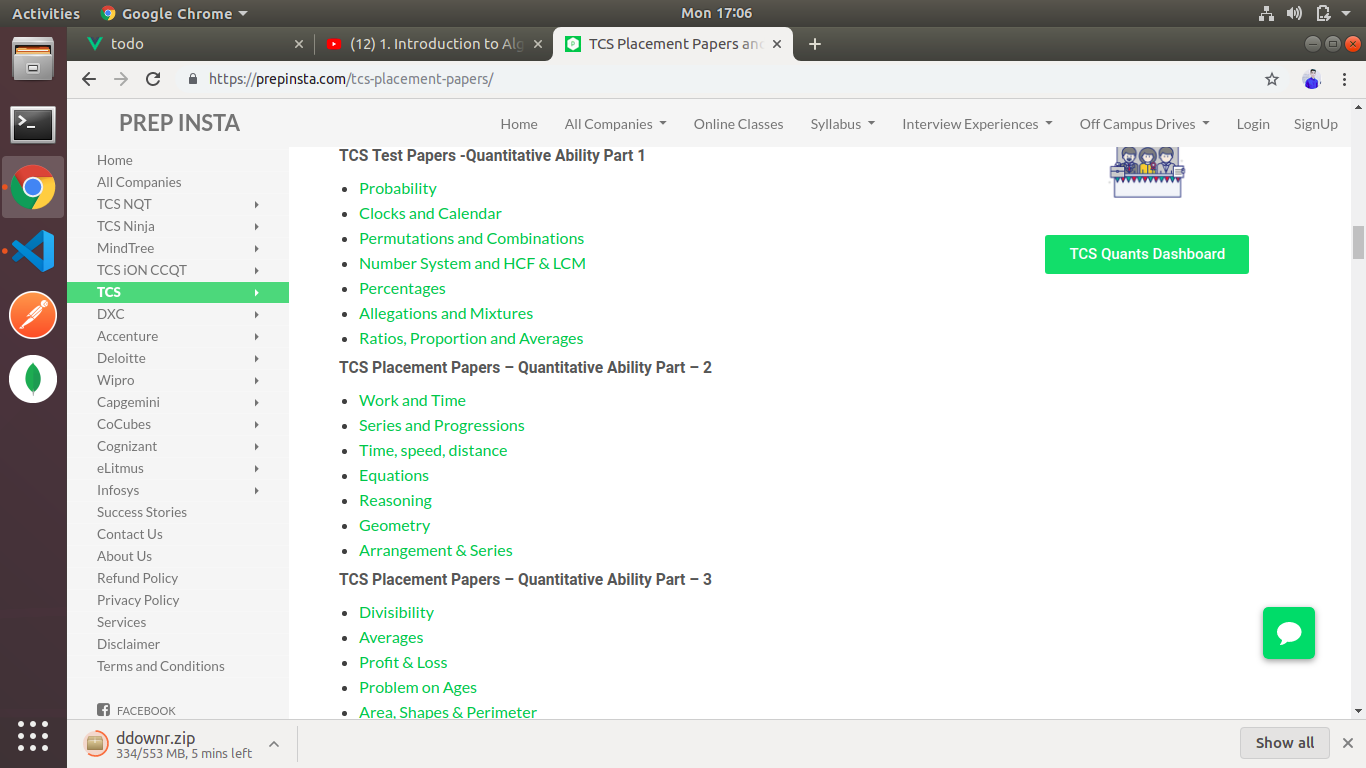 Activities
Google Chrome
Mon 17:06
todo
(12) 1. Introduction to Alg
TCS Placement Papers and
https://prepinsta.com/tcs-placement-papers/
PREP INSTA
Home
All Companies
Online Classes
Syllabus
Interview Experiences
Off Campus Drives
Login
SignUp
Home
All Companies
TCS NQT
TCS Ninja
MindTree
TCS iON CCQT
TCS
DXC
Accenture
Deloitte
Wipro
Capgemini
CoCubes
Cognizant
eLitmus
Infosys
Success Stories
Contact Us
About Us
Refund Policy
Privacy Policy
Services
Disclaimer
Terms and Conditions
FACEBOOK
TCS Test Papers -Quantitative Ability Part 1
Probability
Clocks and Calendar
Permutations and Combinations
Number System and HCF & LCM
Percentages
Allegations and Mixtures
Ratios, Proportion and Averages
TCS Placement Papers – Quantitative Ability Part – 2
Work and Time
Series and Progressions
Time, speed, distance
Equations
Reasoning
Geometry
Arrangement & Series
TCS Placement Papers – Quantitative Ability Part – 3
Divisibility
Averages
Profit & Loss
Problem on Ages
Area, Shapes & Perimeter
TCS Quants Dashboard
ddownr.zip
334/553 MB, 5 mins left
Show all